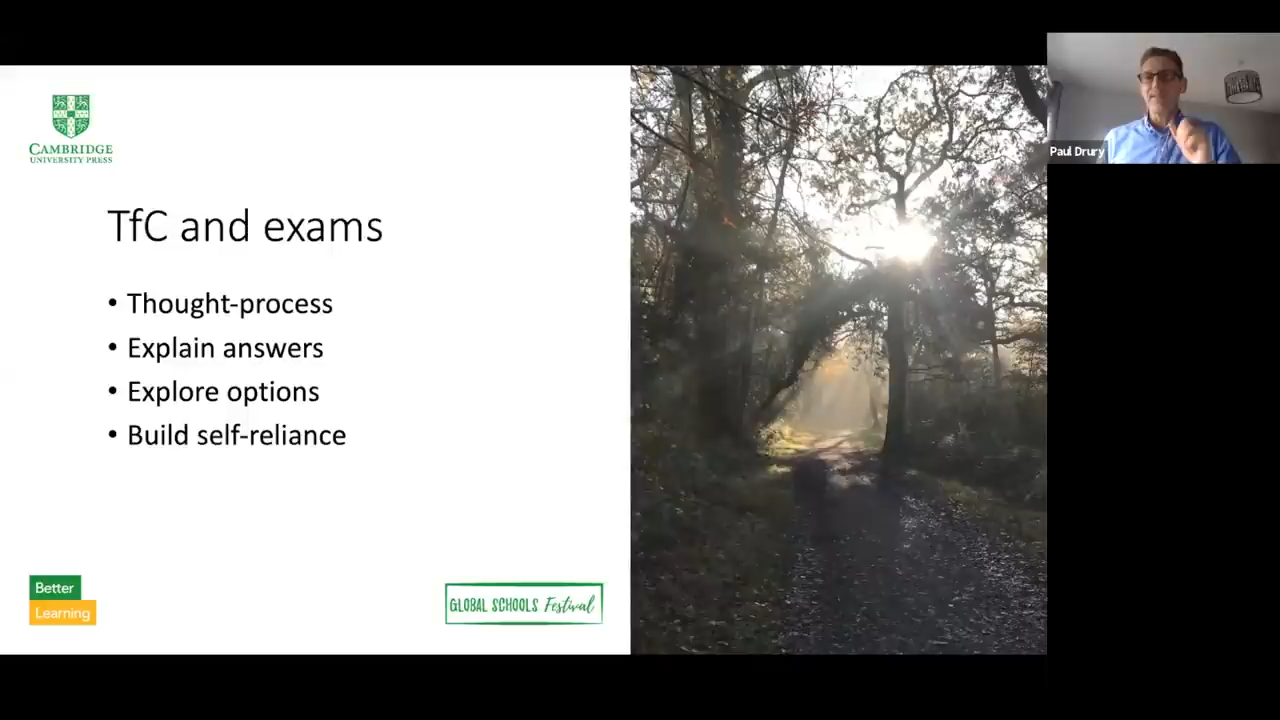 CAMBRIDGE
UNIVERSITY PRESS
TfC and exams
• Thought-process
• Explain answers
• Explore options
• Build self-reliance
Better
Learning
GLOBAL SCHOOLS Festival
Paul Drury